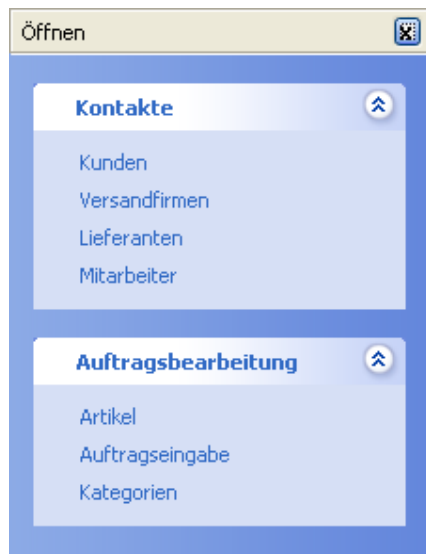 Öffnen
Kontakte
Kunden
Versandfirmen
Lieferanten
Mitarbeiter
Auftragsbearbeitung
Artikel
Auftragseingabe
Kategorien